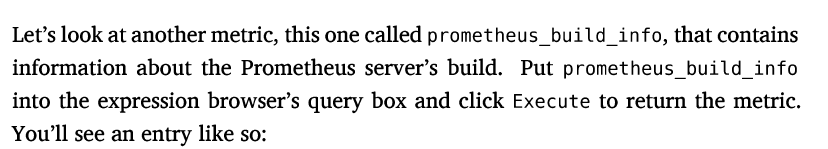 Let’s look at another metric, this one called prometheus_build_info, that contains
information about the Prometheus server’s build. Put prometheus_build_info
into the expression browser’s query box and click Execute to return the metric.
You’ll see an entry like so: